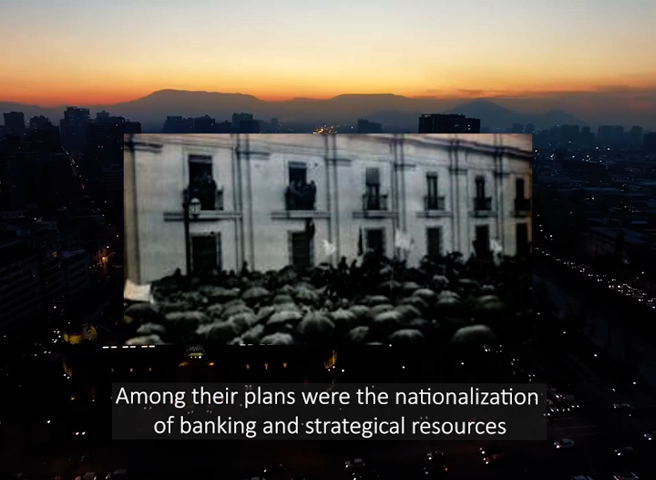 Among their plans were the nationalization
of banking and strategical resources